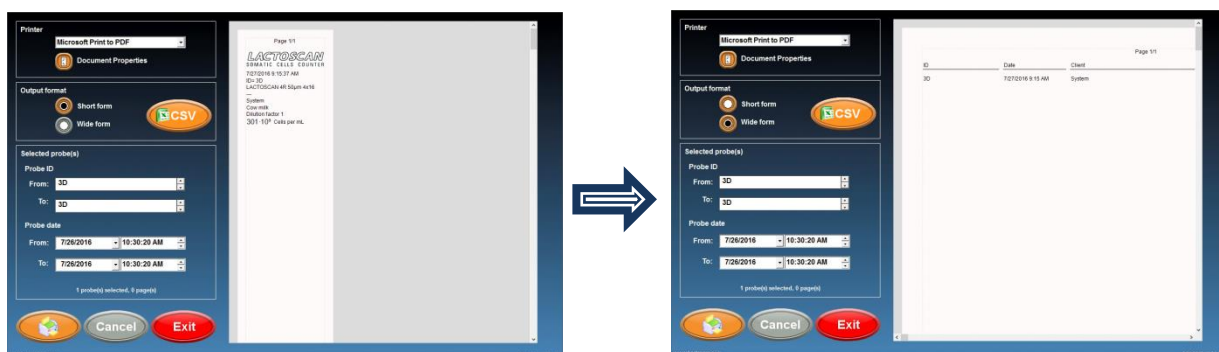 Printer
Microsoft Print to PDF
Document Properties
Output format
Short form
Wide form
CSV
Selected probe(s)
Probe ID
From: 3D
To: 3D
Probe date
From: 7/26/2016 10:30:20 AM
To: 7/26/2016 10:30:20 AM
1 probe(s) selected, 0 page(s)
Cancel
Exit
Page 1/1
LACTOSCAN
SOMATIC CELLS COUNTER
7/27/2016 9:15:37 AM
ID= 3D
LACTOSCAN 4R 50µm 4x16
---
System
Cow milk
Dilution factor 1
Cells per mL
Printer
Microsoft Print to PDF
Document Properties
Output format
Short form
Wide form
CSV
Selected probe(s)
Probe ID
From: 3D
To: 3D
Probe date
From: 7/26/2016 10:30:20 AM
To: 7/26/2016 10:30:20 AM
1 probe(s) selected, 0 page(s)
Cancel
Exit
Page 1/1
ID Date Client
3D 7/27/2016 9:15 AM System